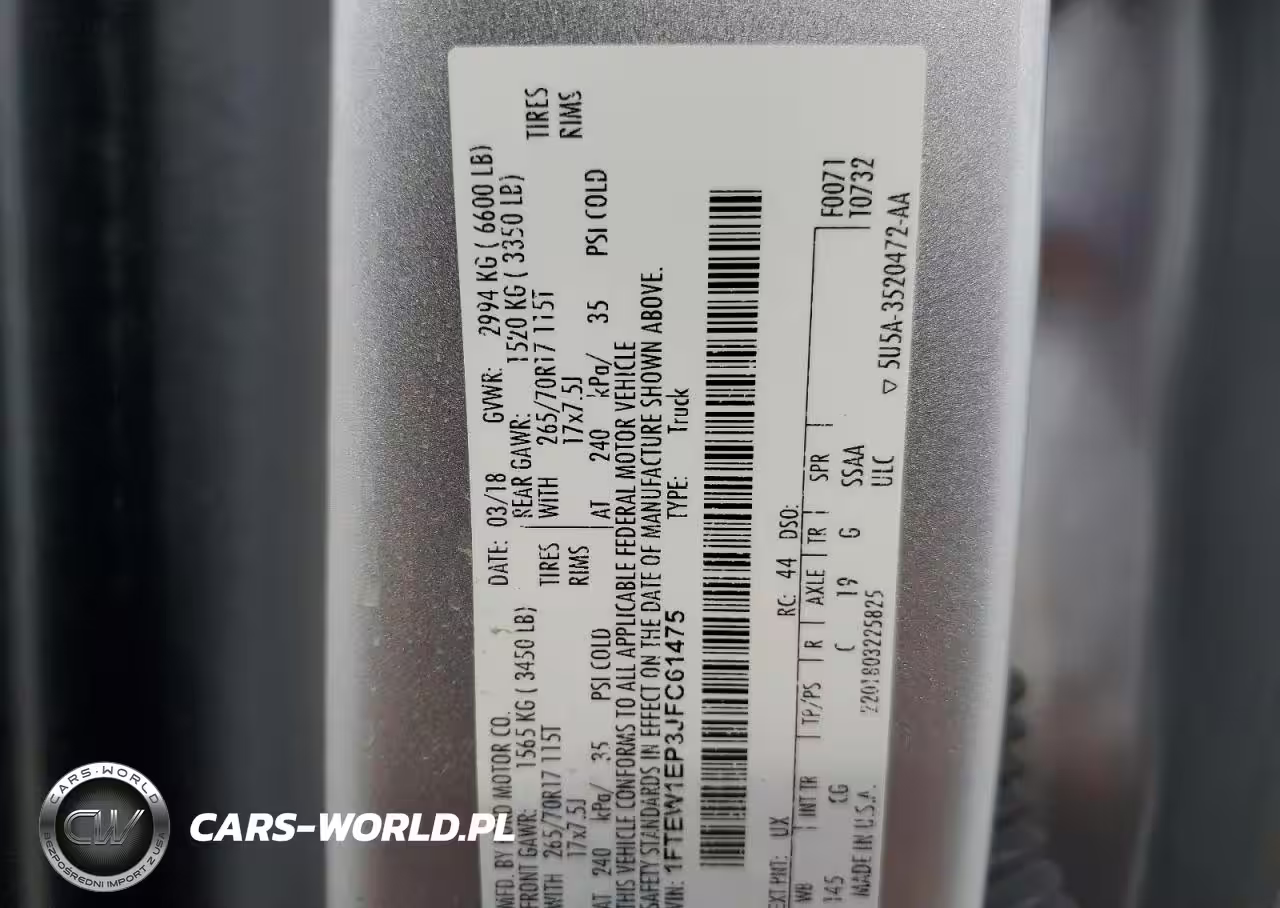 MFD. BY FORD MOTOR CO.
DATE: 03/18 GVWR: 2994 KG ( 6600 LB)
FRONT GAWR: 1565 KG ( 3450 LB) REAR GAWR: 1520 KG ( 3350 LB)
WITH 265/70R17 115T TIRES WITH 265/70R17 115T TIRES
17x7.5J RIMS 17x7.5J RIMS
AT 240 kPa/ 35 PSI COLD AT 240 kPa/ 35 PSI COLD
THIS VEHICLE CONFORMS TO ALL APPLICABLE FEDERAL MOTOR VEHICLE
SAFETY STANDARDS IN EFFECT ON THE DATE OF MANUFACTURE SHOWN ABOVE.
VIN: 1FTEW1EP3JFC61475 TYPE: Truck
EXT PNT: UX RC: 44 DSO:
WB INT TR TP/PS R AXLE TR SPR F0071
145 C 19 G SSAA T0732
MADE IN U.S.A. ULC
▽ 5U5A-3520472-AA
CARS-WORLD
CW
BEZPOŚREDNI IMPORT Z USA
CARS-WORLD.PL